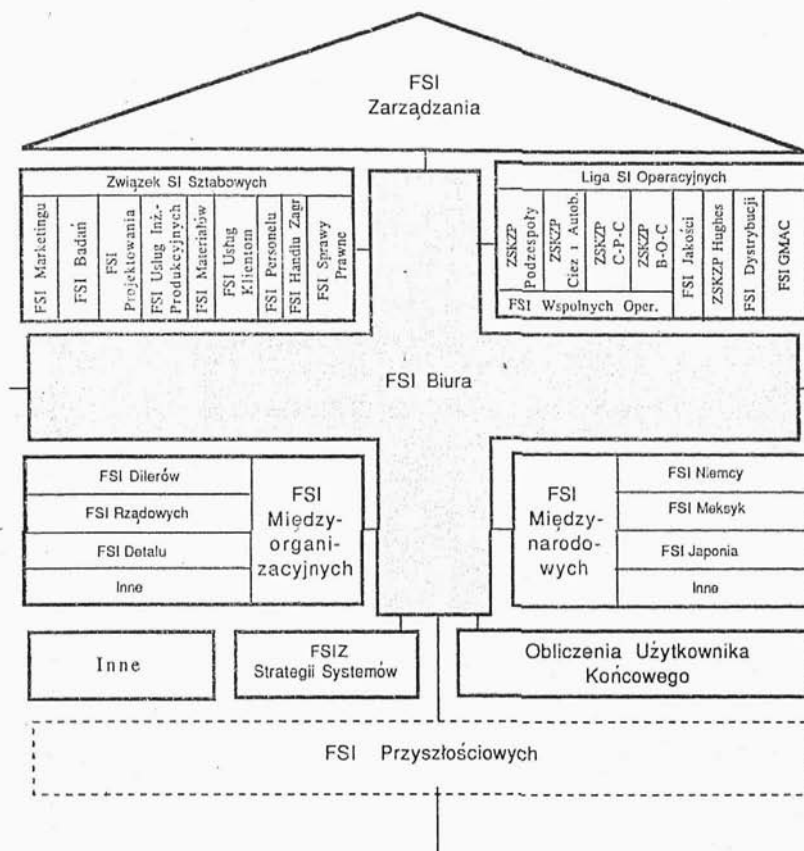 FSI
Zarządzania
Związek SI Sztabowych
FSI Marketingu
FSI Badań
FSI
Projektowania
FSI Usług Inż.-
Produkcyjnych
FSI Materiałów
FSI Usług
Klientom
FSI Personelu
FSI Handlu Zagr
FSI Sprawy
Prawne
Liga SI Operacyjnych
ZSKZP
Podzespoły
ZSKZP
Ciez i Autob.
ZSKZP
C-P-C
ZSKZP
B-O-C
FSI Jakości
ZSKZP Hughes
FSI Dystrybucji
FSI GMAC
FSI Wspolnych Oper.
FSI Biura
FSI Dilerów
FSI Rządowych
FSI Detalu
Inne
FSI
Między-
organi-
zacyjnych
FSI
Między-
narodo-
wych
FSI Niemcy
FSI Meksyk
FSI Japonia
Inne
Inne
FSIZ
Strategii Systemów
Obliczenia Użytkownika
Końcowego
FSI Przyszłościowych